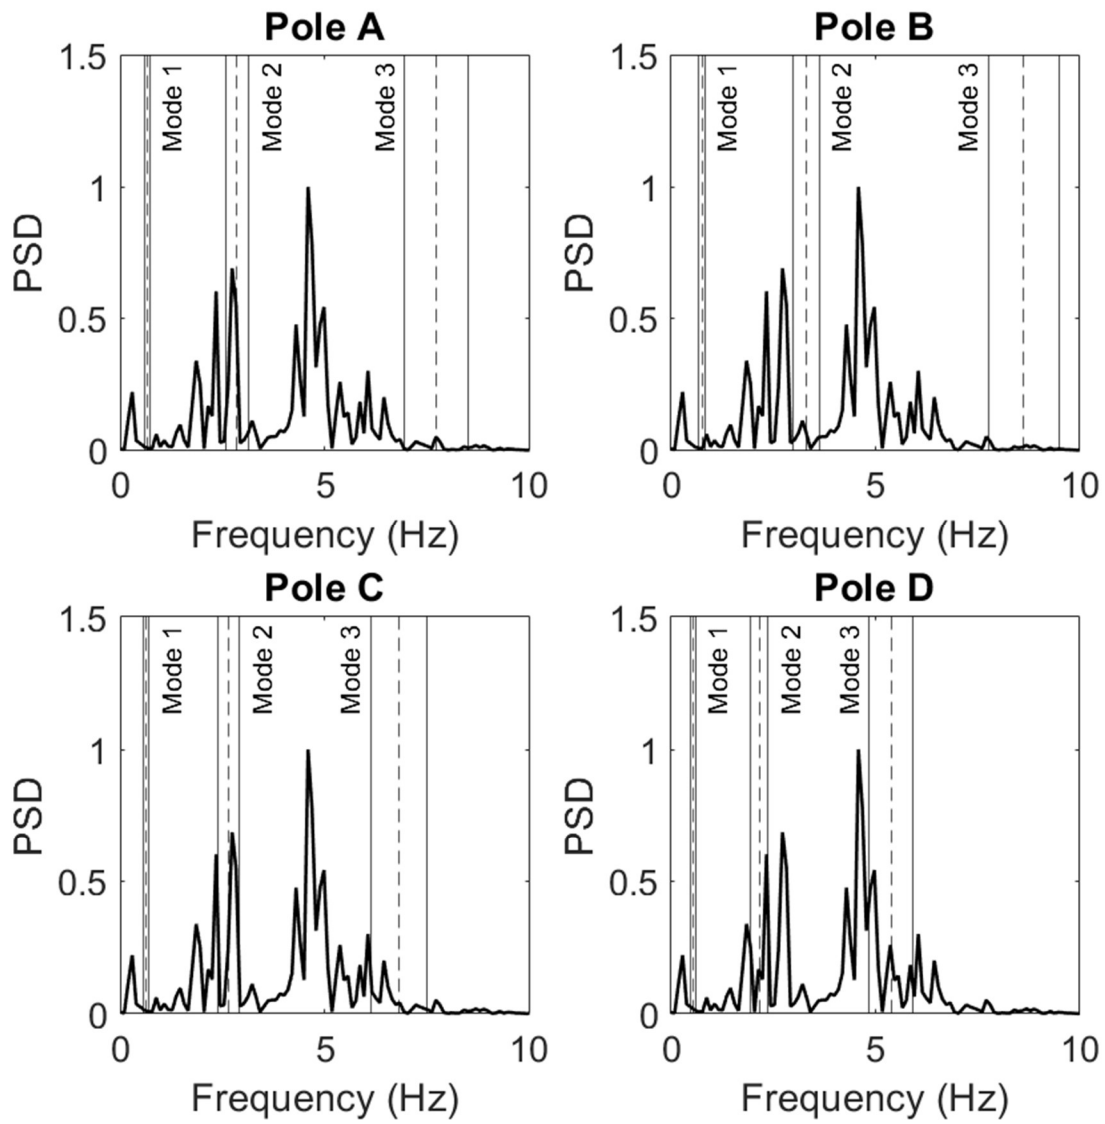 Pole A
1.5
1
0.5
0
PSD
Mode 1
Mode 2
Mode 3
0 5 10
Frequency (Hz)
Pole B
1.5
1
0.5
0
PSD
Mode 1
Mode 2
Mode 3
0 5 10
Frequency (Hz)
Pole C
1.5
1
0.5
0
PSD
Mode 1
Mode 2
Mode 3
0 5 10
Frequency (Hz)
Pole D
1.5
1
0.5
0
PSD
Mode 1
Mode 2
Mode 3
0 5 10
Frequency (Hz)